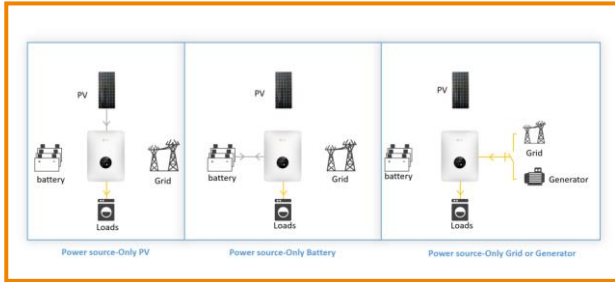 PV
battery
Grid
Loads
Power source-Only PV
PV
battery
Grid
Loads
Power source-Only Battery
PV
battery
Grid
Generator
Loads
Power source-Only Grid or Generator